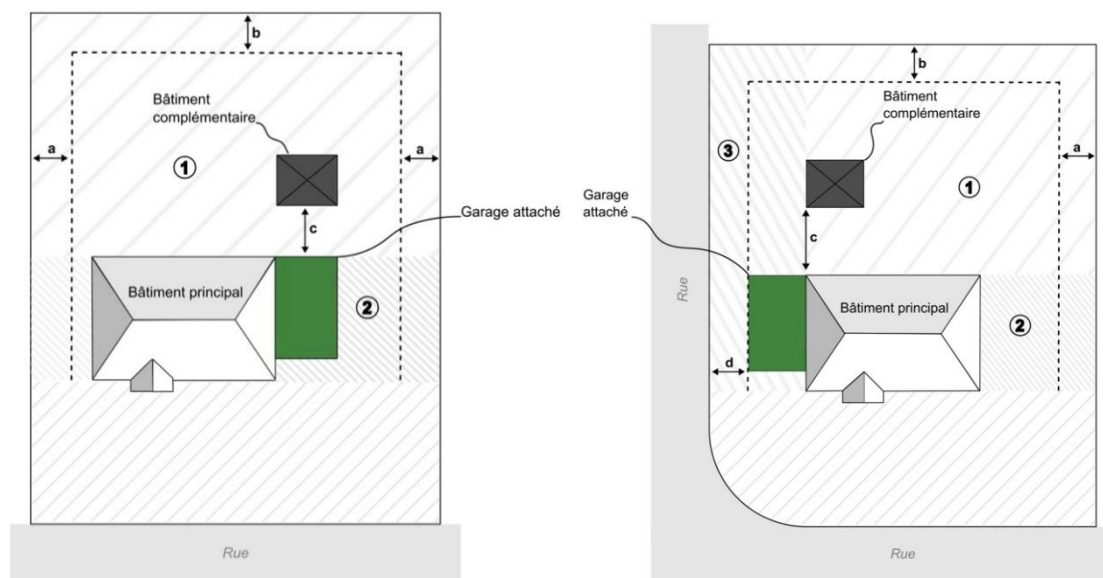 b
Bâtiment
complémentaire
a
a
1
c
Garage attaché
Bâtiment principal
2
Rue
b
Bâtiment
complémentaire
3
a
1
Garage
attaché
c
Rue
Bâtiment principal
2
d
Rue